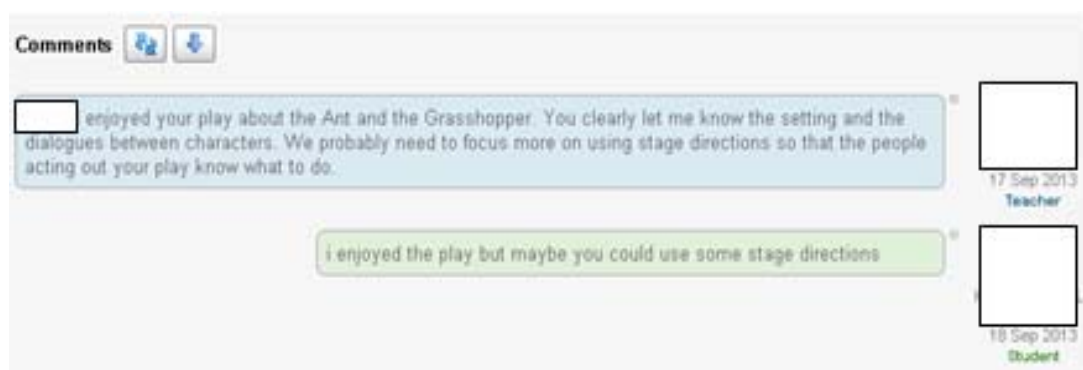 Comments
enjoyed your play about the Ant and the Grasshopper. You clearly let me know the setting and the
dialogues between characters. We probably need to focus more on using stage directions so that the people
acting out your play know what to do.
17 Sep 2013
Teacher
i enjoyed the play but maybe you could use some stage directions
18 Sep 2013
Student